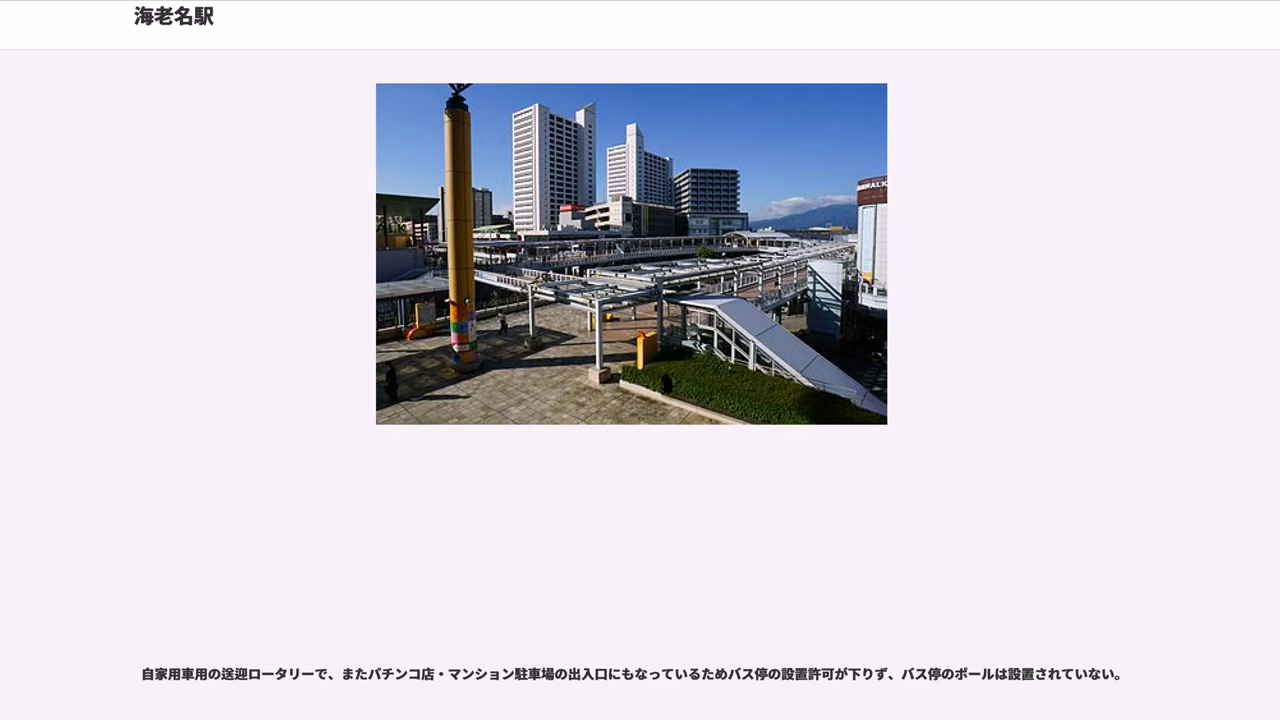 海老名駅
自家用車用の送迎ロータリーで、またパチンコ店・マンション駐車場の出入口にもなっているためバス停の設置許可が下りず、バス停のポールは設置されていない。